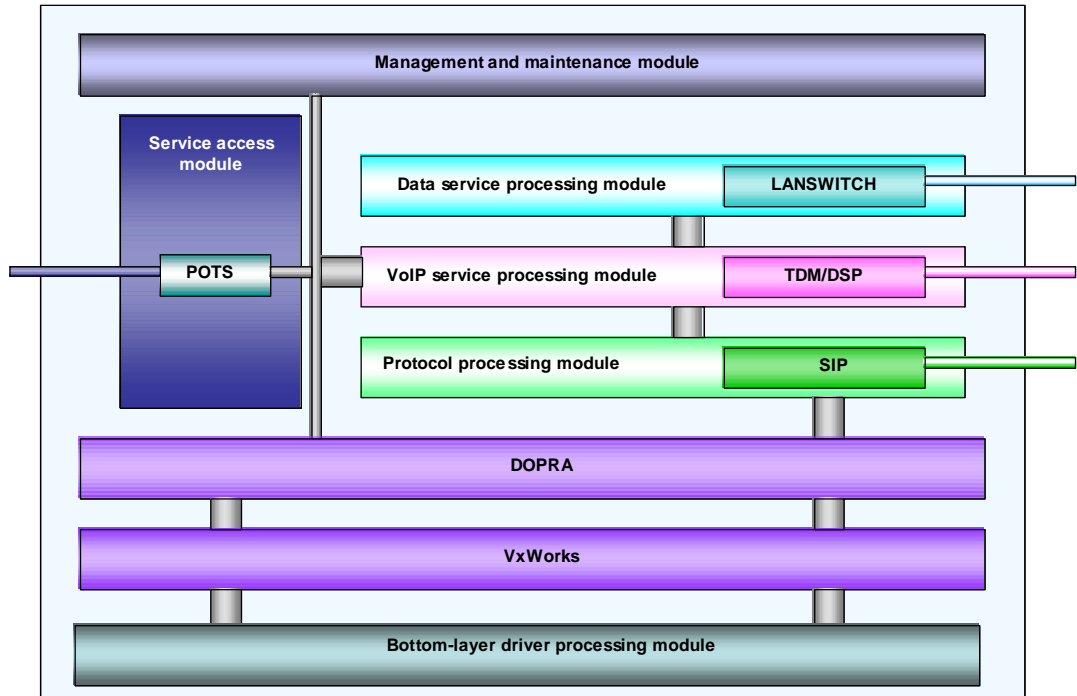 Management and maintenance module
Service access
module
Data service processing module
LANSWITCH
POTS
VoIP service processing module
TDM/DSP
Protocol processing module
SIP
DOPRA
VxWorks
Bottom-layer driver processing module